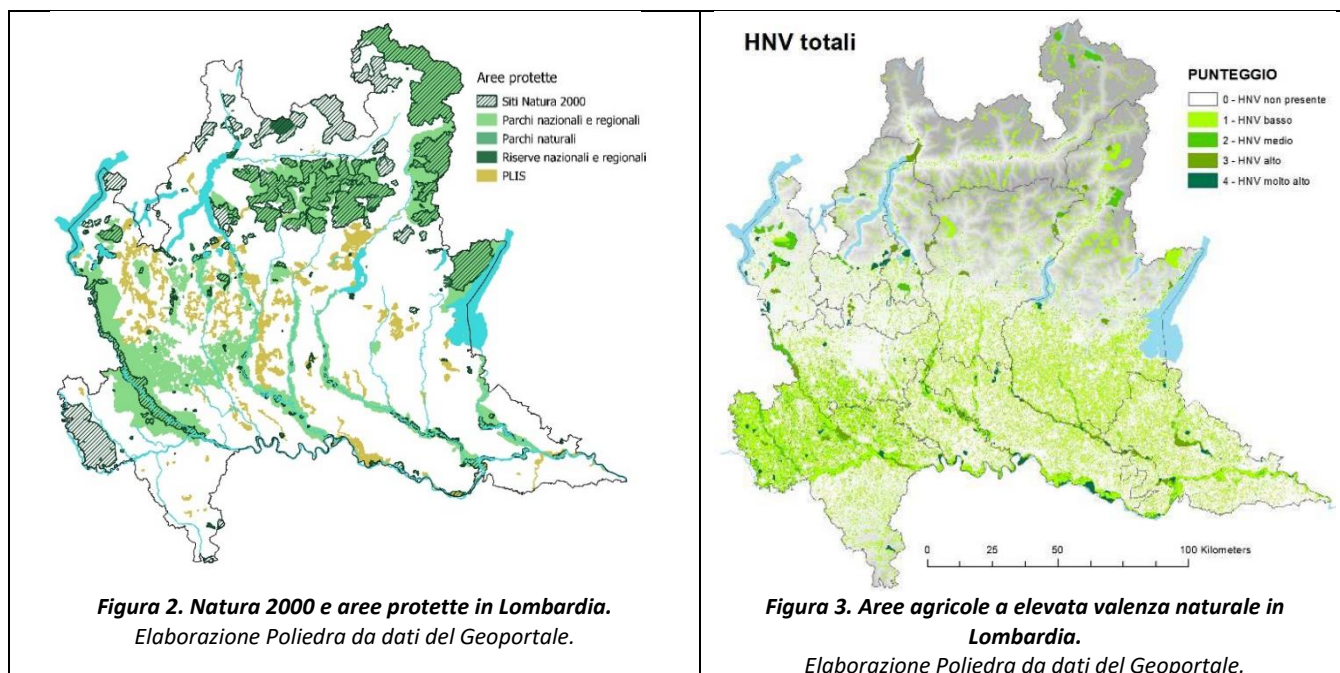 Aree protette
Siti Natura 2000
Parchi nazionali e regionali
Parchi naturali
Riserve nazionali e regionali
PLIS
Figura 2. Natura 2000 e aree protette in Lombardia.
Elaborazione Poliedra da dati del Geoportale.
HNV totali
PUNTEGGIO
0 - HNV non presente
1 - HNV basso
2 - HNV medio
3 - HNV alto
4 - HNV molto alto
0 25 50 100 Kilometers
Figura 3. Aree agricole a elevata valenza naturale in
Lombardia.
Elaborazione Poliedra da dati del Geoportale.